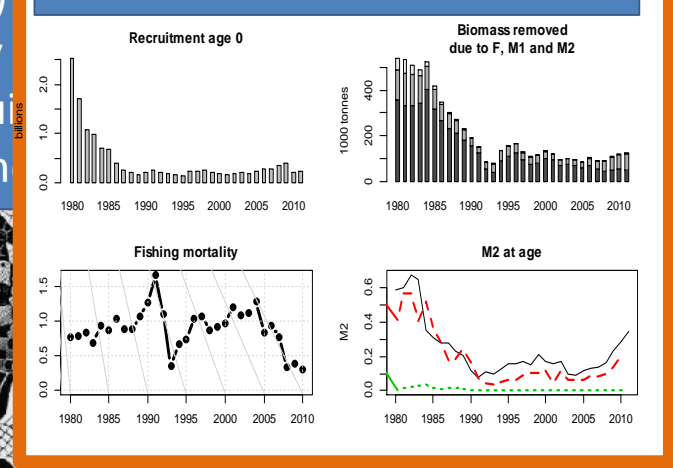 Recruitment age 0
billions
0.0 1.0 2.0
1980 1985 1990 1995 2000 2005 2010
Biomass removed
due to F, M1 and M2
1000 tonnes
0 200 400
1980 1985 1990 1995 2000 2005 2010
Fishing mortality
0.0 0.5 1.0 1.5
1980 1985 1990 1995 2000 2005 2010
M2 at age
M2
0.0 0.2 0.4 0.6
1980 1985 1990 1995 2000 2005 2010